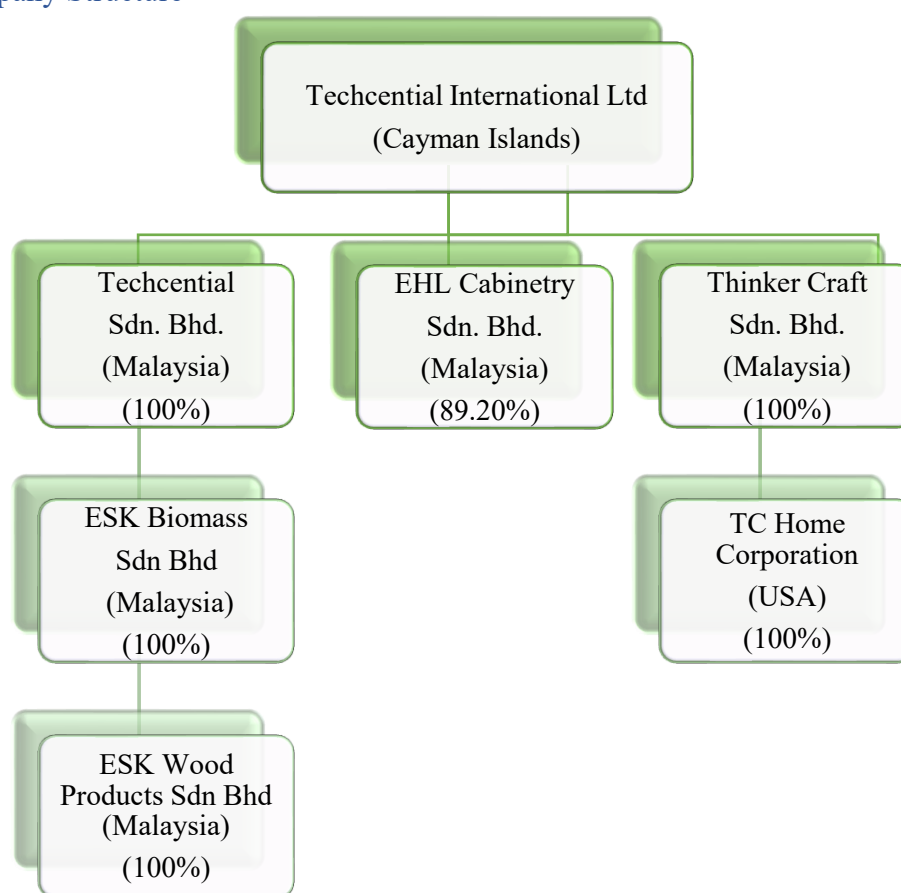 pany Structure
Techcential International Ltd
(Cayman Islands)
Techcential
Sdn. Bhd.
(Malaysia)
(100%)
EHL Cabinetry
Sdn. Bhd.
(Malaysia)
(89.20%)
Thinker Craft
Sdn. Bhd.
(Malaysia)
(100%)
ESK Biomass
Sdn Bhd
(Malaysia)
(100%)
TC Home
Corporation
(USA)
(100%)
ESK Wood
Products Sdn Bhd
(Malaysia)
(100%)